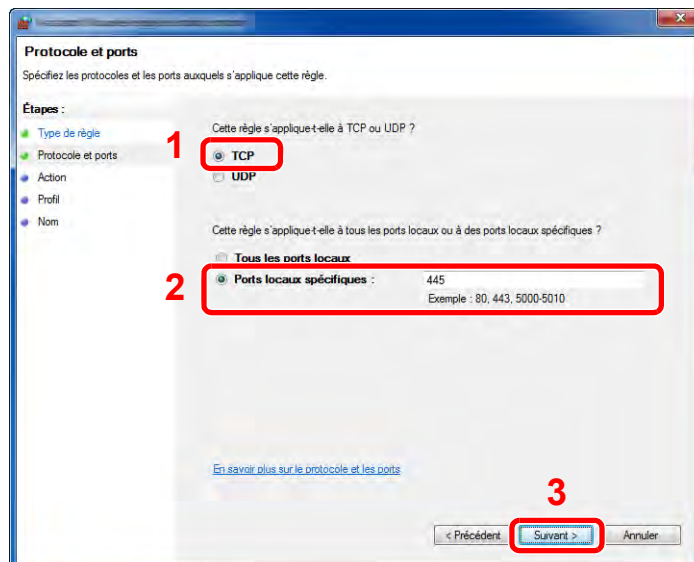 Protocole et ports
Spécifiez les protocoles et les ports auxquels s'applique cette règle.
Étapes :
Type de règle
Protocole et ports
Action
Profil
Nom
Cette règle s'applique-t-elle à TCP ou UDP ?
1
TCP
UDP
Cette règle s'applique-t-elle à tous les ports locaux ou à des ports locaux spécifiques ?
Tous les ports locaux
2
Ports locaux spécifiques :
445
Exemple : 80, 443, 5000-5010
En savoir plus sur le protocole et les ports
3
< Précédent
Suivant >
Annuler